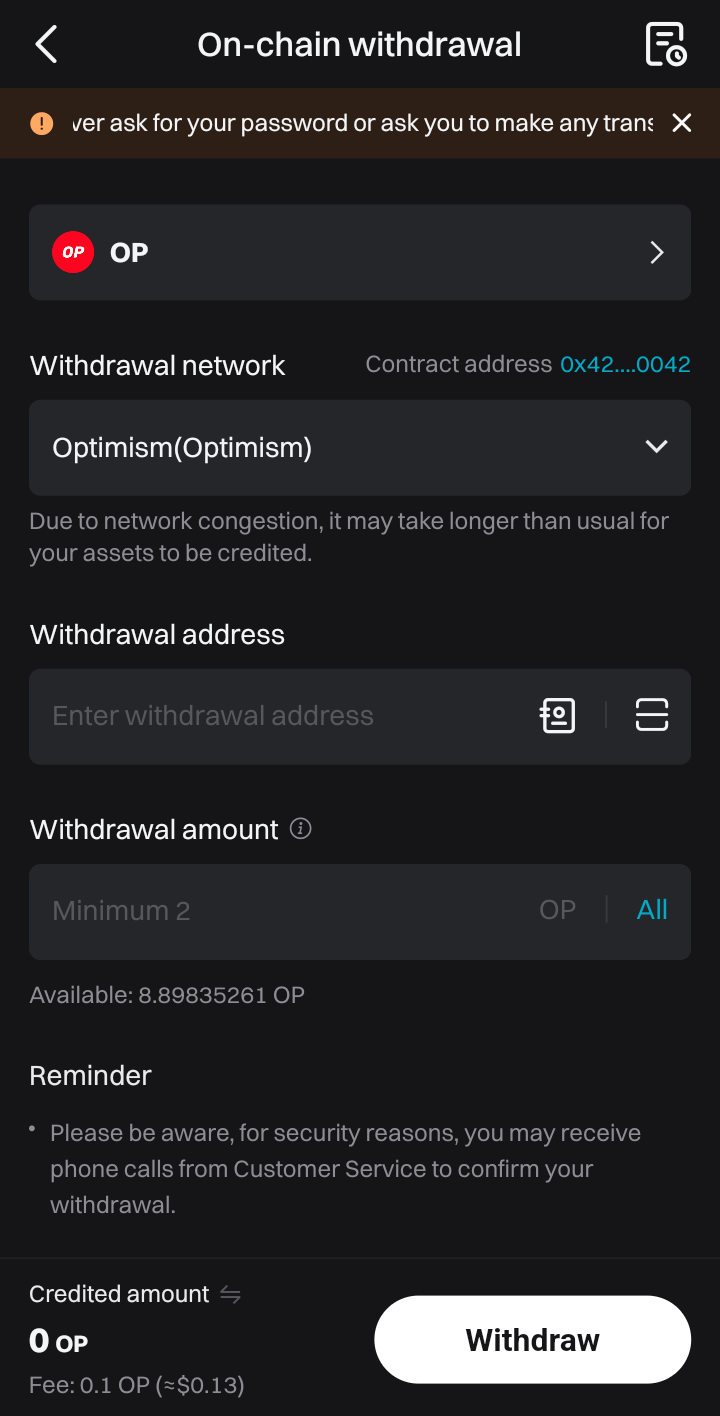 On-chain withdrawal
ver ask for your password or ask you to make any trans
OP OP
Withdrawal network Contract address 0x42....0042
Optimism(Optimism)
Due to network congestion, it may take longer than usual for
your assets to be credited.
Withdrawal address
Enter withdrawal address
Withdrawal amount
Minimum 2 OP All
Available: 8.89835261 OP
Reminder
• Please be aware, for security reasons, you may receive
phone calls from Customer Service to confirm your
withdrawal.
Credited amount
0 OP
Withdraw
Fee: 0.1 OP (≈$0.13)